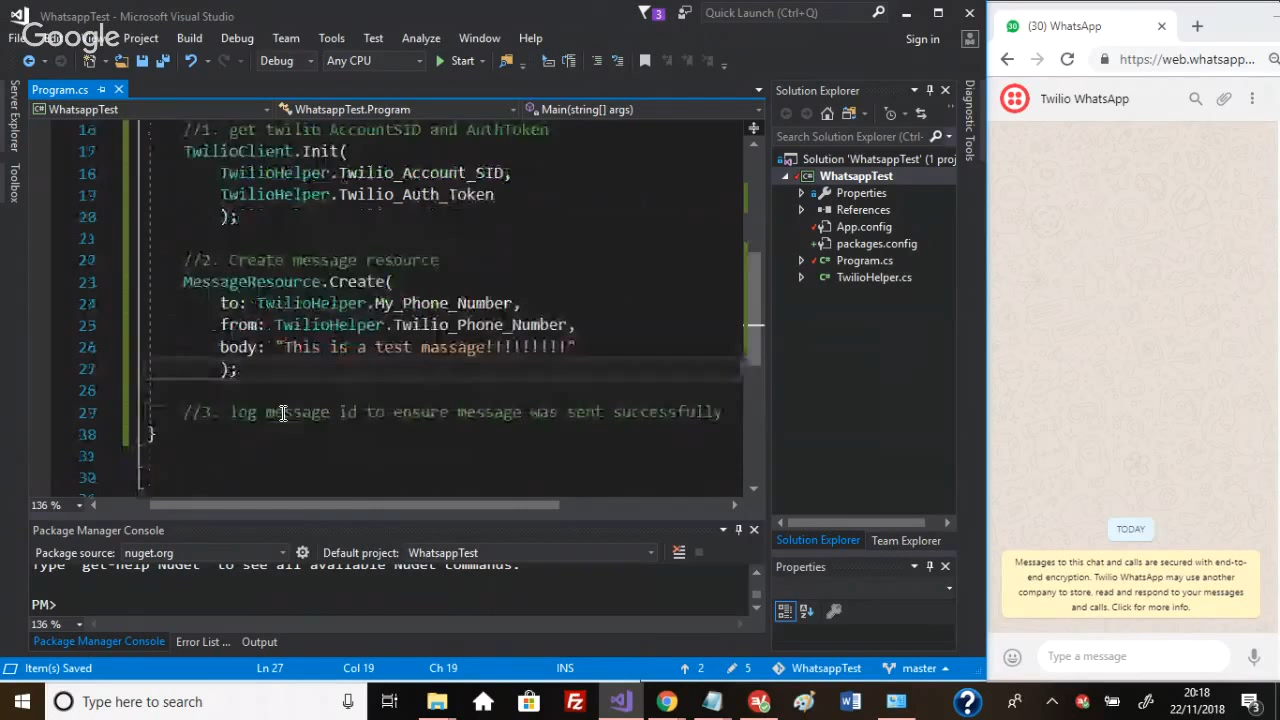 WhatsappTest - Microsoft Visual Studio
3
Quick Launch (Ctrl+Q)
Google
Project Build Debug Team Test Analyze Window Help
Sign in
Debug Any CPU Start
Server Explorer
Toolbox
Program.cs
WhatsappTest WhatsappTest.Program Main(string[] args)
//1. get twilio AccountSID and AuthToken
TwilioClient.Init(
TwilioHelper.Twilio_Account_SID,
TwilioHelper.Twilio_Auth_Token
);
//2. Create message resource
MessageResource.Create(
to: TwilioHelper.My_Phone_Number,
from: TwilioHelper.Twilio_Phone_Number,
body: "This is a test massage!!!!!!!!!"
);
//3. log message id to ensure message was sent successfully
}
136 %
Solution Explorer
Search Solution Explorer (Ctrl+
Solution 'WhatsappTest' (1 proj
WhatsappTest
Properties
References
App.config
packages.config
Program.cs
TwilioHelper.cs
Diagnostic Tools
Solution Explorer Team Explorer
Properties
Package Manager Console
Package source: nuget.org Default project: WhatsappTest
Type 'get-help NuGet' to see all available NuGet commands.
PM>
136 %
Package Manager Console Error List ... Output
Item(s) Saved Ln 27 Col 19 Ch 19 INS 2 5 WhatsappTest master
(30) WhatsApp
https://web.whatsapp...
Twilio WhatsApp
TODAY
Messages to this chat and calls are secured with end-to-
end encryption. Twilio WhatsApp may use another
company to store, read and respond to your messages
and calls. Click for more info.
Type a message
Type here to search
20:18
22/11/2018
3